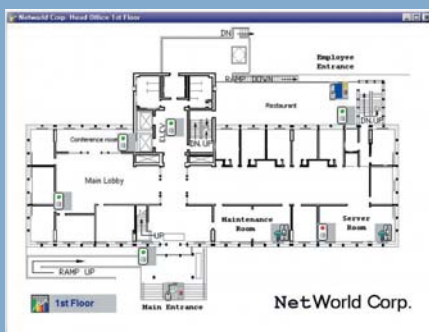 Networld Corp. Head Office 1st Floor
DN
Employee
Entrance
RAMP DOWN
Restaurant
ELEV
DN UP
DN UP
Conference room
Main Lobby
Maintenance
Room
Server
Room
UP
RAMP UP
1st Floor
Main Entrance
NetWorld Corp.